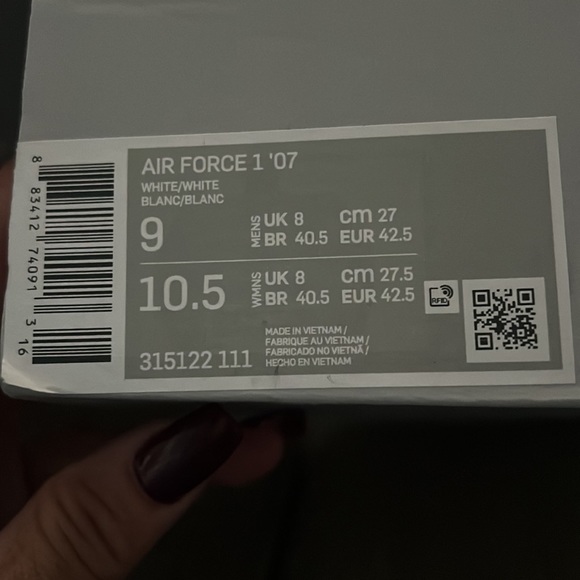 AIR FORCE 1 '07
WHITE/WHITE
BLANC/BLANC
9 MENS UK 8 cm 27
BR 40.5 EUR 42.5
10.5 WMNS UK 8 cm 27.5
BR 40.5 EUR 42.5
RFID
315122 111
MADE IN VIETNAM /
FABRIQUE AU VIETNAM /
FABRICADO NO VIETNÃ /
HECHO EN VIETNAM
8 83412 74091 3 16